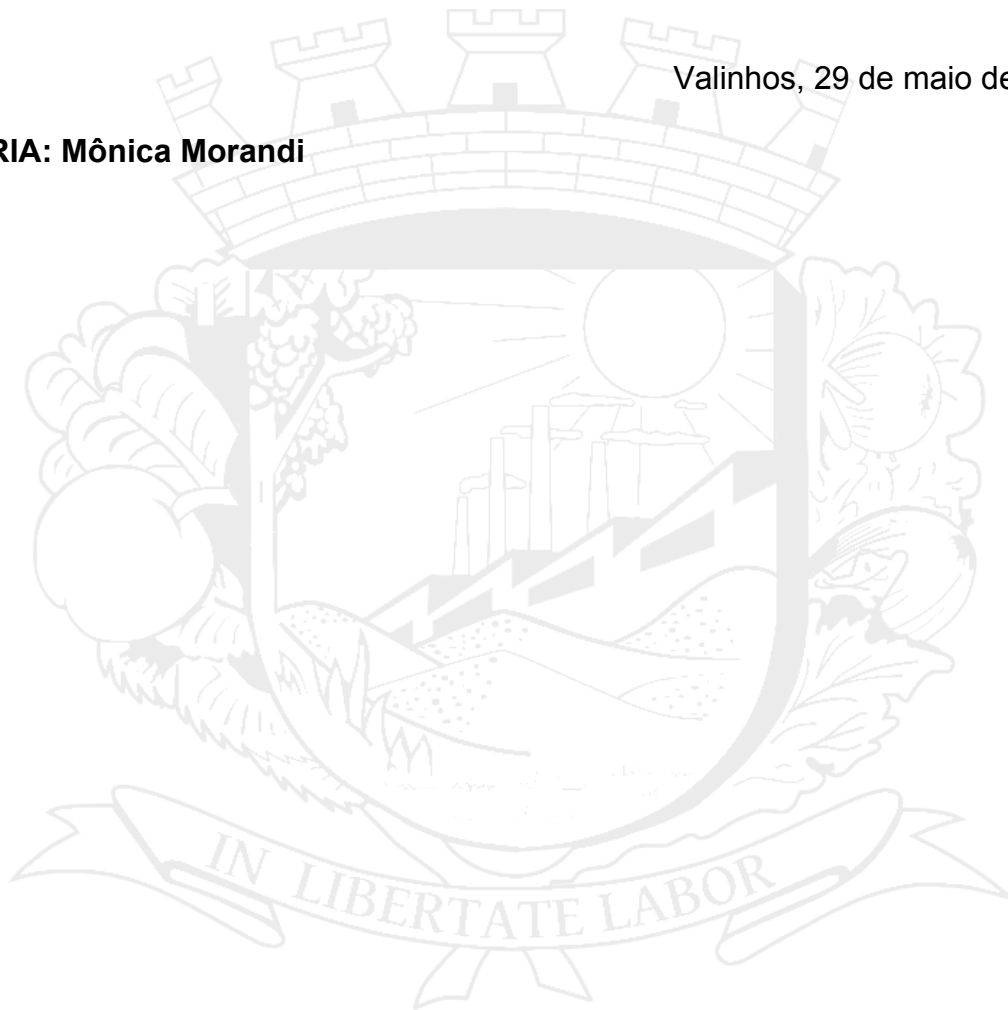 Valinhos, 29 de maio de
RIA: Mônica Morandi
IN LIBERTATE LABOR